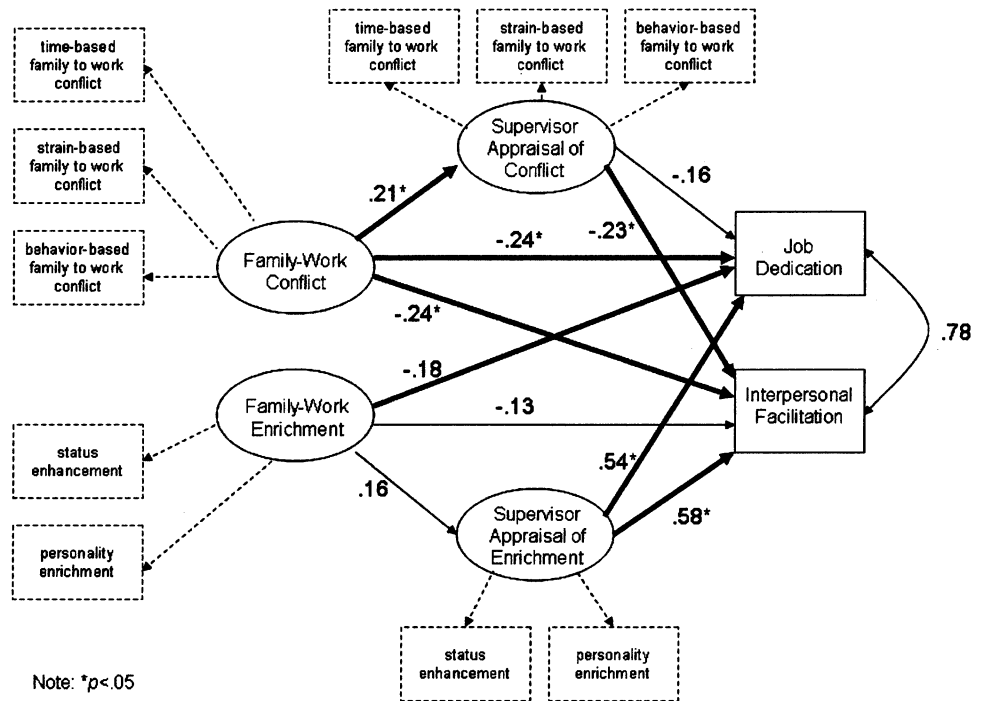 time-based
family to work
conflict
strain-based
family to work
conflict
behavior-based
family to work
conflict
time-based
family to work
conflict
strain-based
family to work
conflict
behavior-based
family to work
conflict
Supervisor
Appraisal of
Conflict
.21*
-.16
-.23*
-.24*
Family-Work
Conflict
Job
Dedication
-.24*
.78
-.18
Family-Work
Enrichment
-.13
Interpersonal
Facilitation
status
enhancement
.16
.54*
.58*
personality
enrichment
Supervisor
Appraisal of
Enrichment
status
enhancement
personality
enrichment
Note: *p<.05